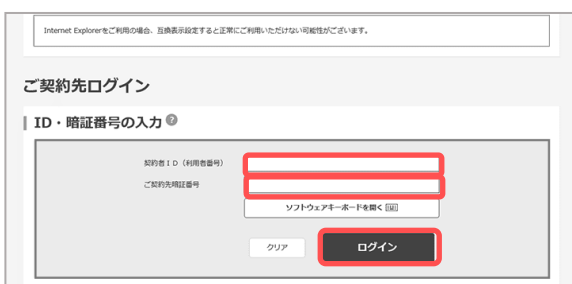 Internet Explorerをご利用の場合、互換表示設定すると正常にご利用いただけない可能性がございます。
ご契約先ログイン
ID・暗証番号の入力?
契約者ＩＤ（利用者番号）
ご契約先暗証番号
ソフトウェアキーボードを開く
クリア
ログイン